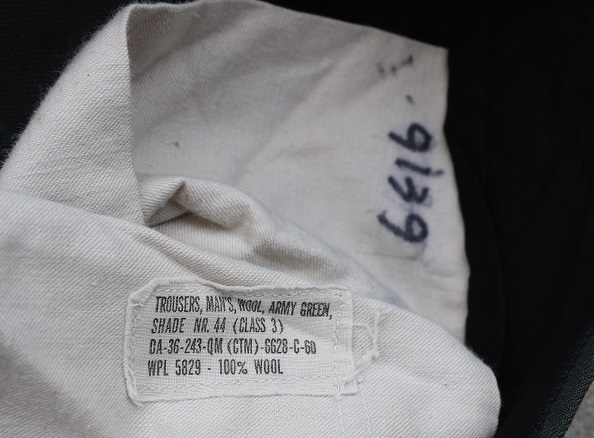 TROUSERS, MAN'S, WOOL, ARMY GREEN,
SHADE NR. 44 (CLASS 3)
DA-36-243-QM (CTM)-6628-C-60
WPL 5829 - 100% WOOL